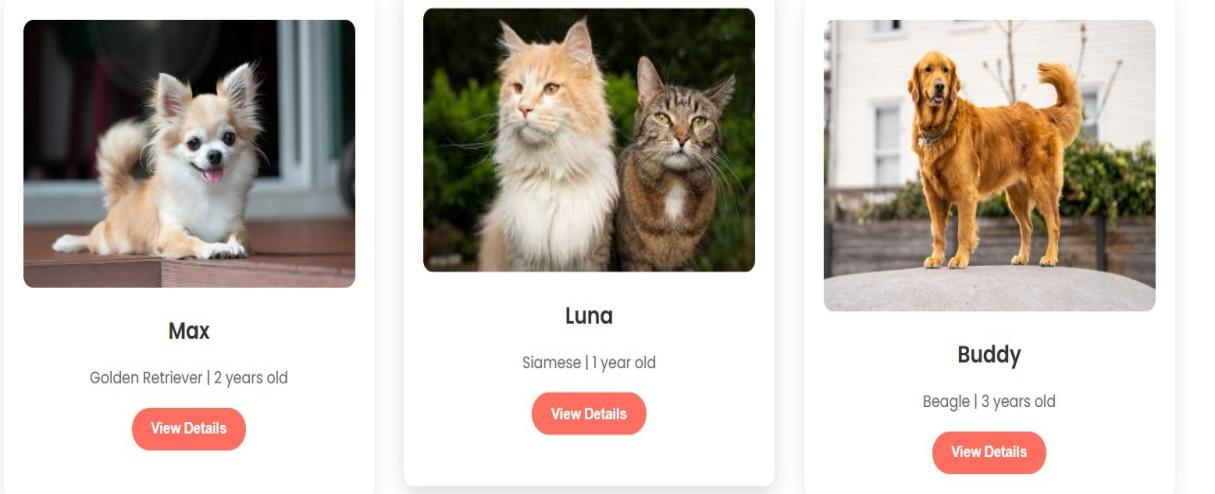 Max
Golden Retriever | 2 years old
View Details
Luna
Siamese | 1 year old
View Details
Buddy
Beagle | 3 years old
View Details